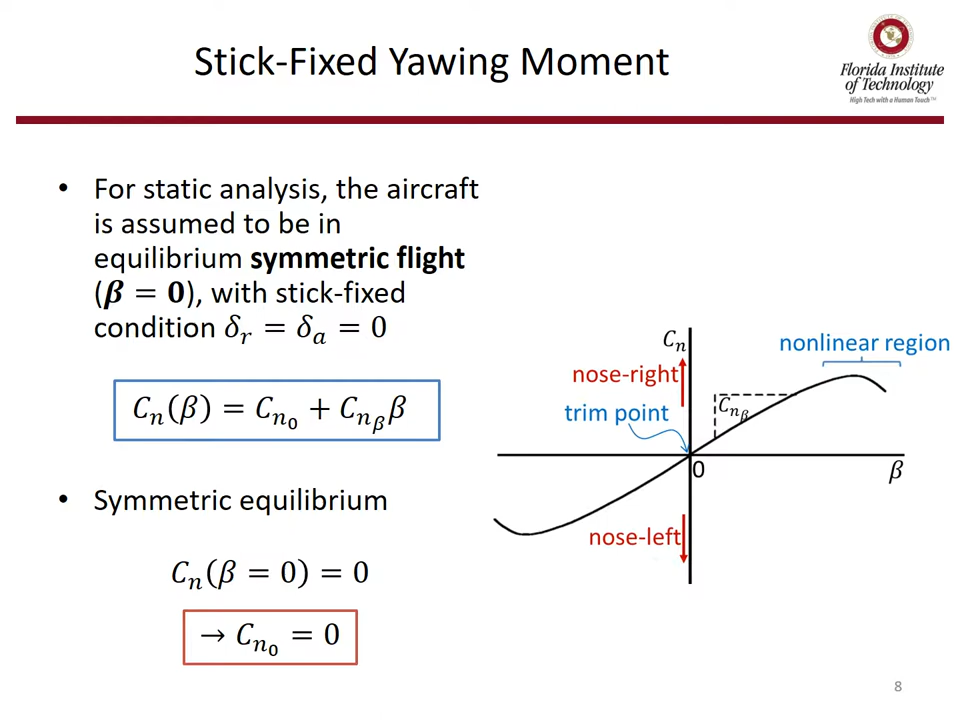 Stick-Fixed Yawing Moment
Florida Institute
of Technology
High Tech with a Human Touch™
• For static analysis, the aircraft
is assumed to be in
equilibrium symmetric flight
(𝜷 = 𝟎), with stick-fixed
condition δᵣ = δₐ = 0
Cₙ(β) = Cₙ₀ + Cₙᵦ β
• Symmetric equilibrium
Cₙ(β = 0) = 0
→ Cₙ₀ = 0
Cₙ
nonlinear region
nose-right
Cₙᵦ
trim point
0
β
nose-left
8